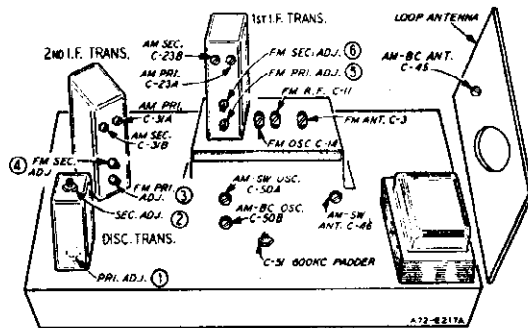 1ST I.F. TRANS.
LOOP ANTENNA
2ND I.F. TRANS.
AM SEC.
C-23B
AM PRI.
C-23A
FM SEC. ADJ. ⑥
FM PRI. ADJ. ⑤
AM-BC ANT.
C-45
FM R.F. C-11
FM ANT. C-3
FM OSC C-14
AM PRI.
C-31A
AM SEC.
C-31B
④ FM SEC.
ADJ.
FM PRI.
ADJ. ③
SEC. ADJ. ②
DISC. TRANS.
PRI. ADJ. ①
AM-SW OSC.
C-50A
AM-BC OSC.
C-50B
AM-SW
ANT. C-46
C-51 600KC PADDER
A72-E217A